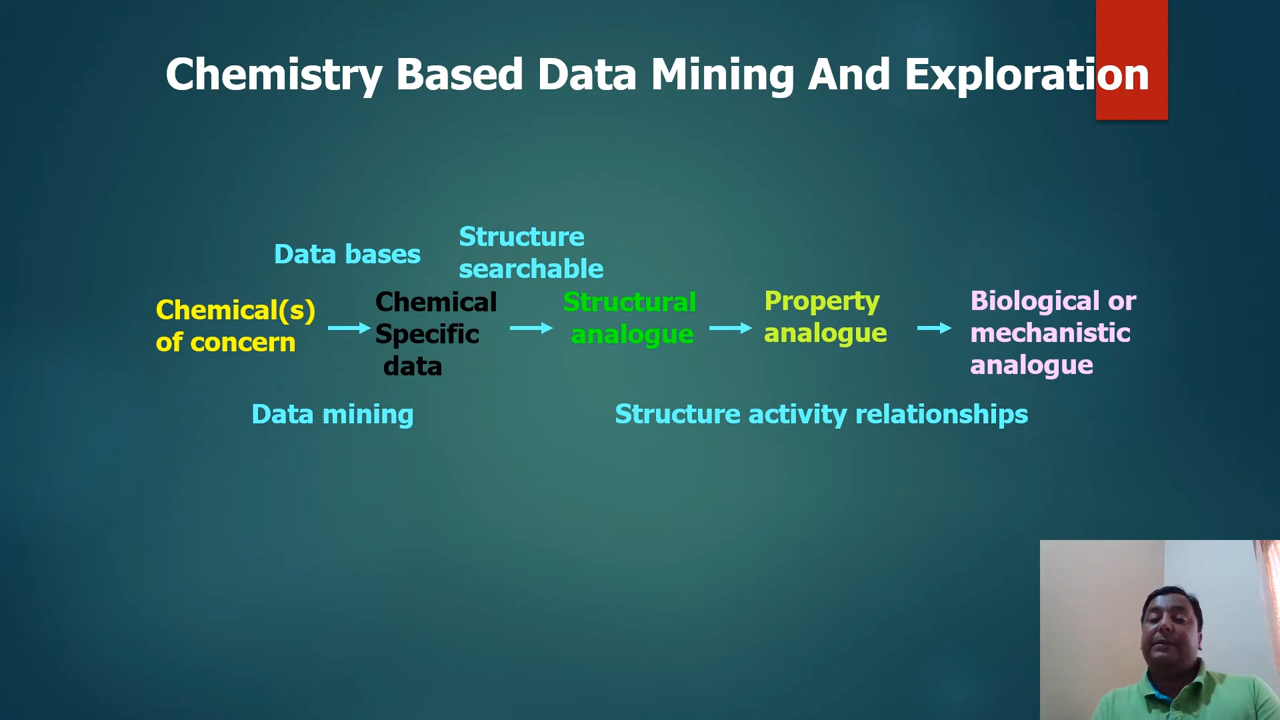 Chemistry Based Data Mining And Exploration
Data bases
Structure
searchable
Chemical(s)
of concern
Chemical
Specific
data
Structural
analogue
Property
analogue
Biological or
mechanistic
analogue
Data mining
Structure activity relationships